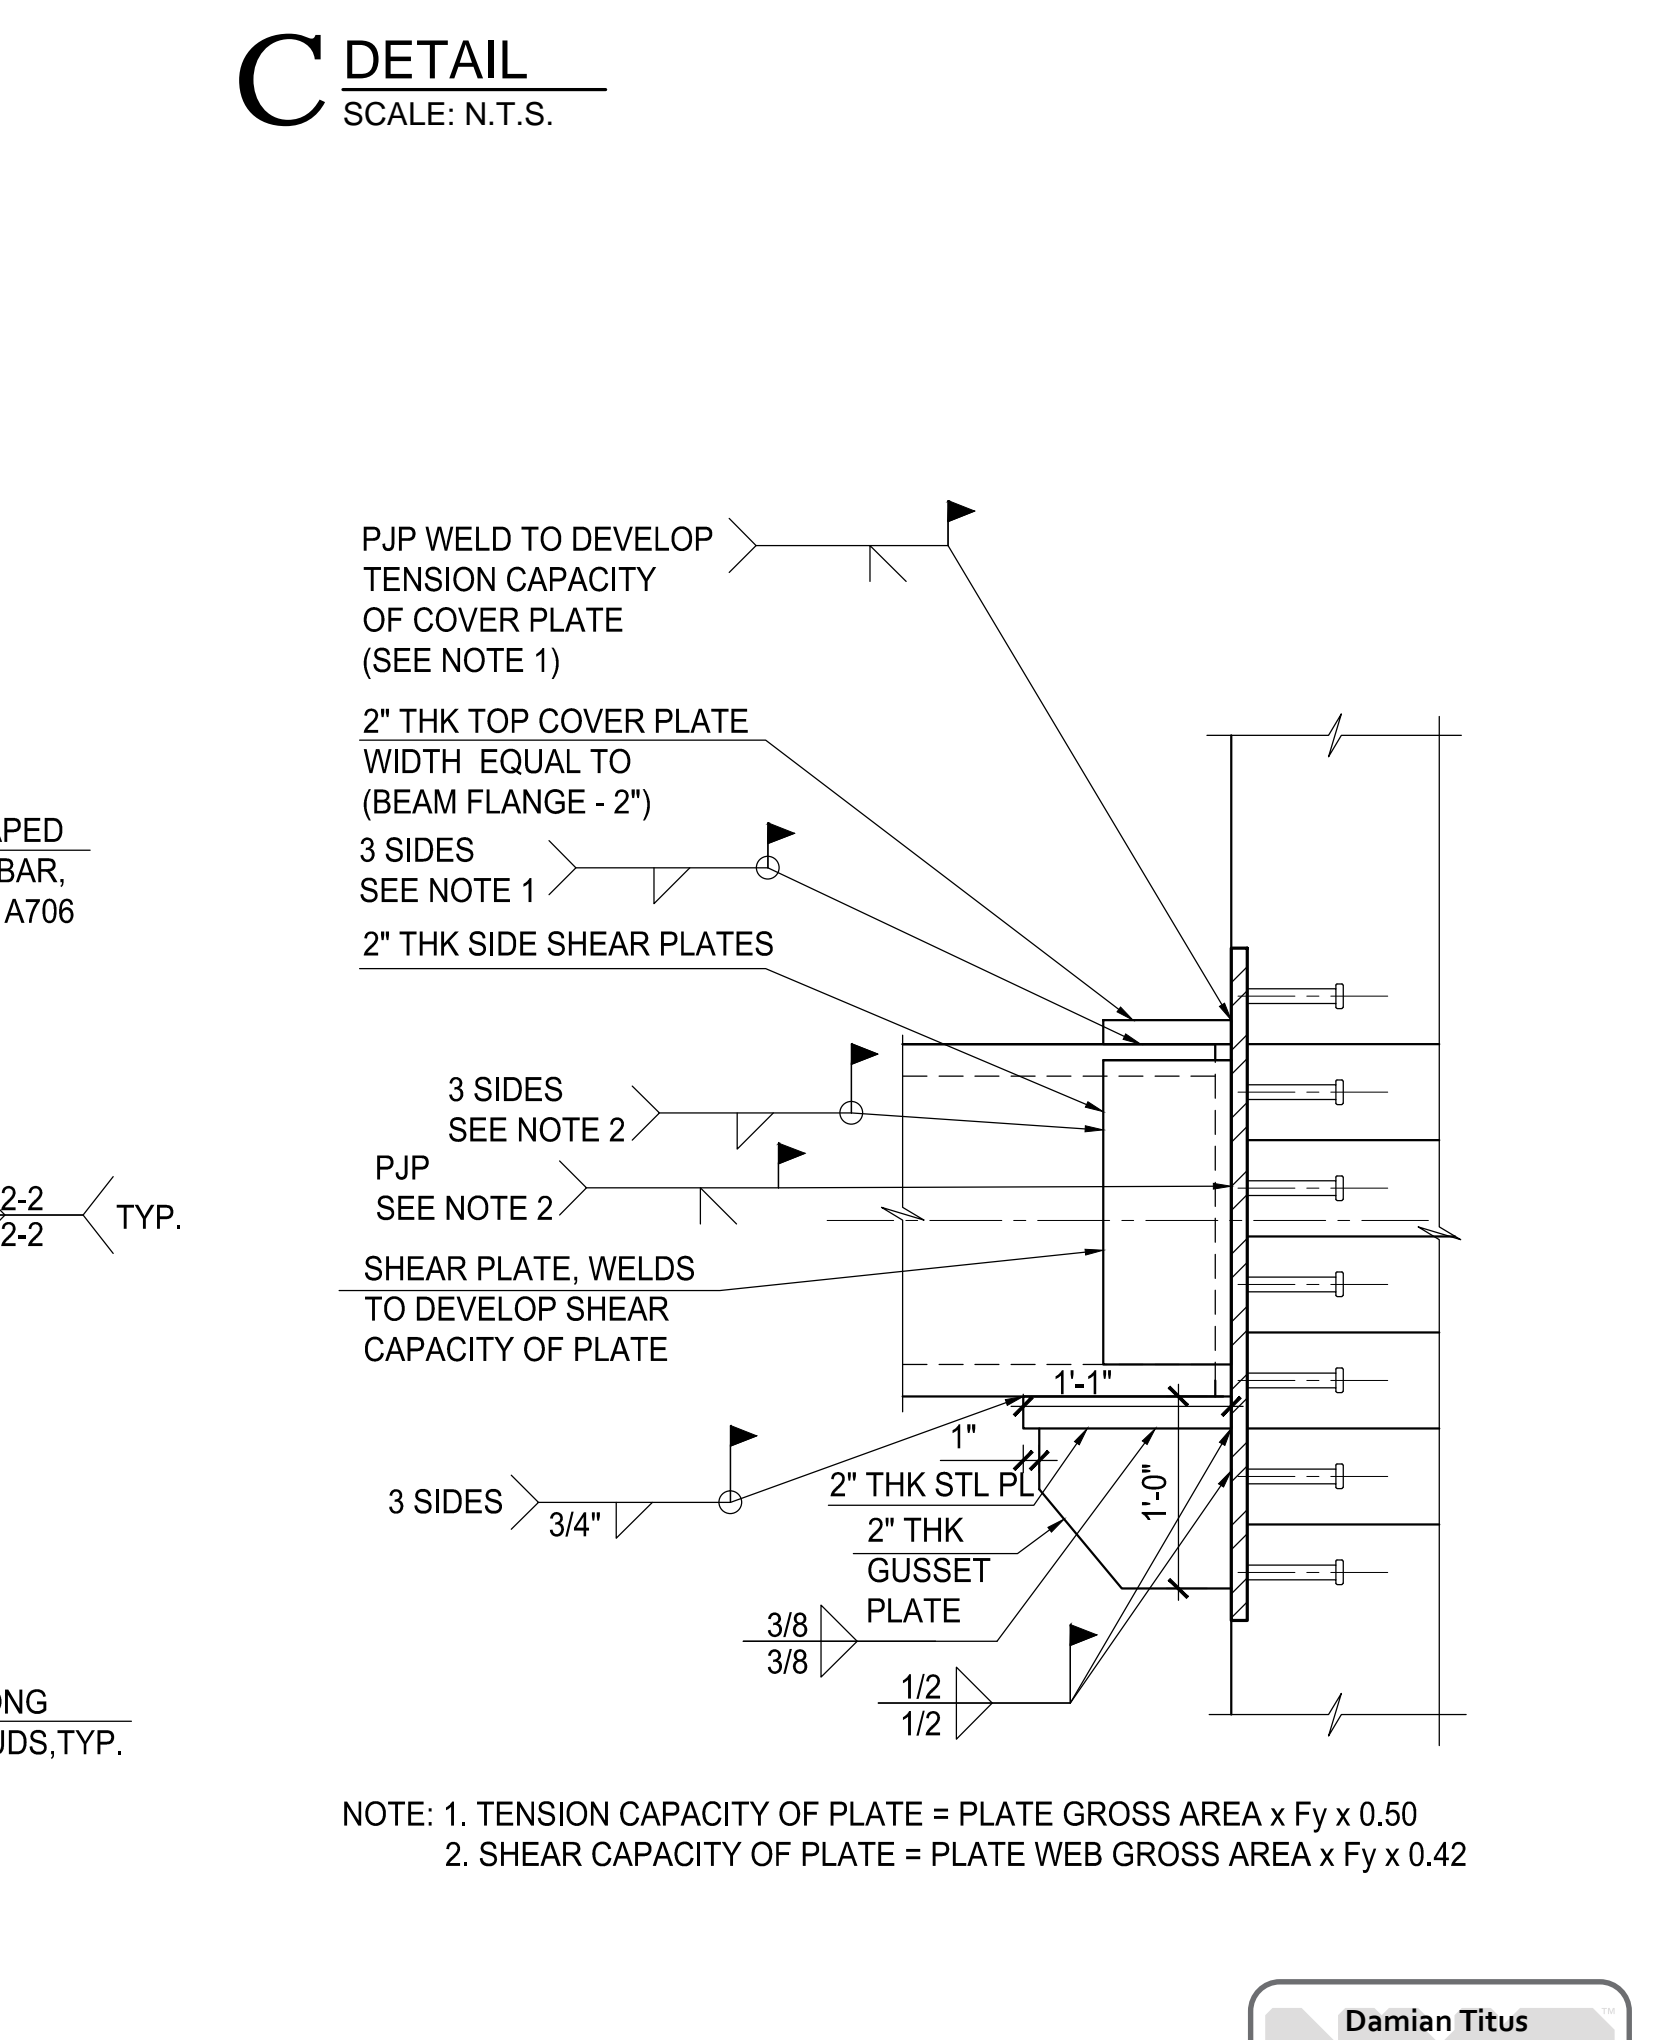 C DETAIL
SCALE: N.T.S.
PJP WELD TO DEVELOP
TENSION CAPACITY
OF COVER PLATE
(SEE NOTE 1)
2" THK TOP COVER PLATE
WIDTH EQUAL TO
(BEAM FLANGE - 2")
3 SIDES
SEE NOTE 1
2" THK SIDE SHEAR PLATES
3 SIDES
SEE NOTE 2
PJP
SEE NOTE 2
SHEAR PLATE, WELDS
TO DEVELOP SHEAR
CAPACITY OF PLATE
3 SIDES
3/4"
1'-1"
1"
1'-0"
2" THK STL PL
2" THK
GUSSET
PLATE
3/8
3/8
1/2
1/2
BAR,
A706
2-2
2-2
TYP.
TYP.
NOTE: 1. TENSION CAPACITY OF PLATE = PLATE GROSS AREA x Fy x 0.50
2. SHEAR CAPACITY OF PLATE = PLATE WEB GROSS AREA x Fy x 0.42
Damian Titus
TM